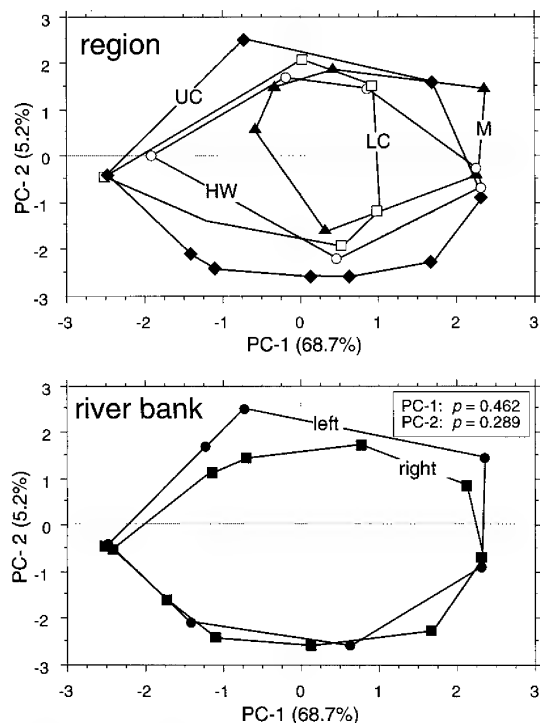 region
3
2
1
0
-1
-2
-3
PC- 2 (5.2%)
UC
LC
M
HW
-3 -2 -1 0 1 2 3
PC-1 (68.7%)
river bank
3
2
1
0
-1
-2
-3
PC- 2 (5.2%)
left
right
PC-1: p = 0.462
PC-2: p = 0.289
-3 -2 -1 0 1 2 3
PC-1 (68.7%)